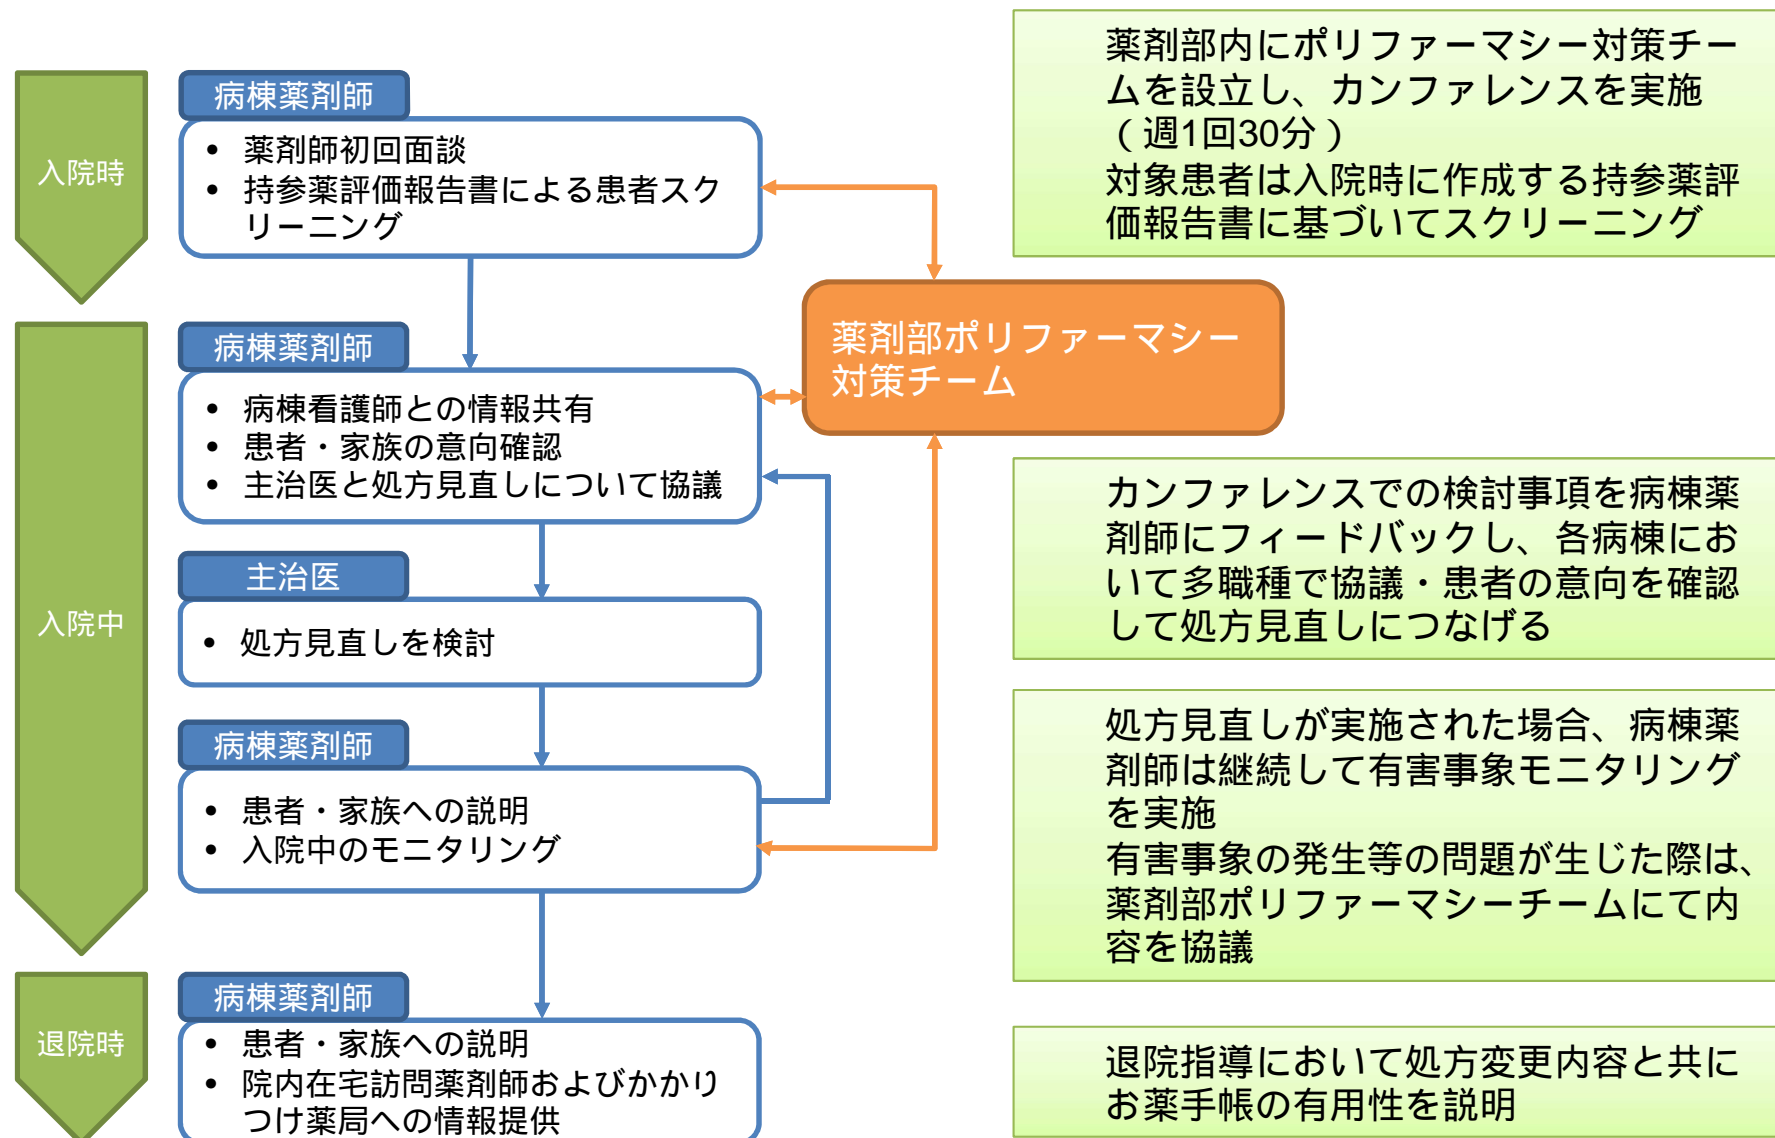 入院時
病棟薬剤師
• 薬剤師初回面談
• 持参薬評価報告書による患者スク
リーニング
薬剤部内にポリファーマシー対策チー
ムを設立し、カンファレンスを実施
（週1回30分）
対象患者は入院時に作成する持参薬評
価報告書に基づいてスクリーニング
薬剤部ポリファーマシー
対策チーム
入院中
病棟薬剤師
• 病棟看護師との情報共有
• 患者・家族の意向確認
• 主治医と処方見直しについて協議
カンファレンスでの検討事項を病棟薬
剤師にフィードバックし、各病棟にお
いて多職種で協議・患者の意向を確認
して処方見直しにつなげる
主治医
• 処方見直しを検討
病棟薬剤師
• 患者・家族への説明
• 入院中のモニタリング
処方見直しが実施された場合、病棟薬
剤師は継続して有害事象モニタリング
を実施
有害事象の発生等の問題が生じた際は、
薬剤部ポリファーマシーチームにて内
容を協議
退院時
病棟薬剤師
• 患者・家族への説明
• 院内在宅訪問薬剤師およびかかり
つけ薬局への情報提供
退院指導において処方変更内容と共に
お薬手帳の有用性を説明